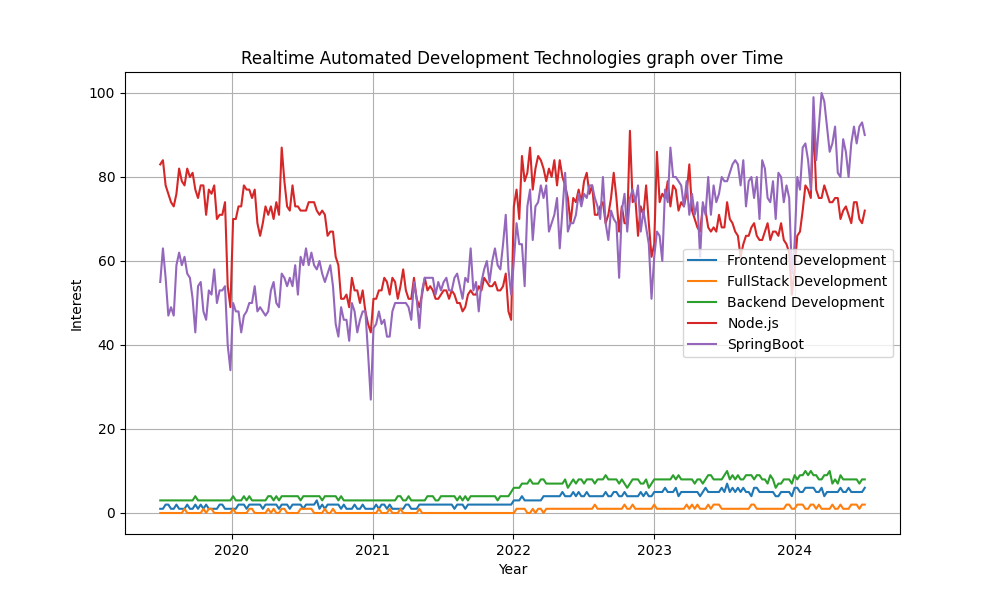 Realtime Automated Development Technologies graph over Time
100
80
60
40
20
0
Interest
2020
2021
2022
2023
2024
Year
Frontend Development
FullStack Development
Backend Development
Node.js
SpringBoot